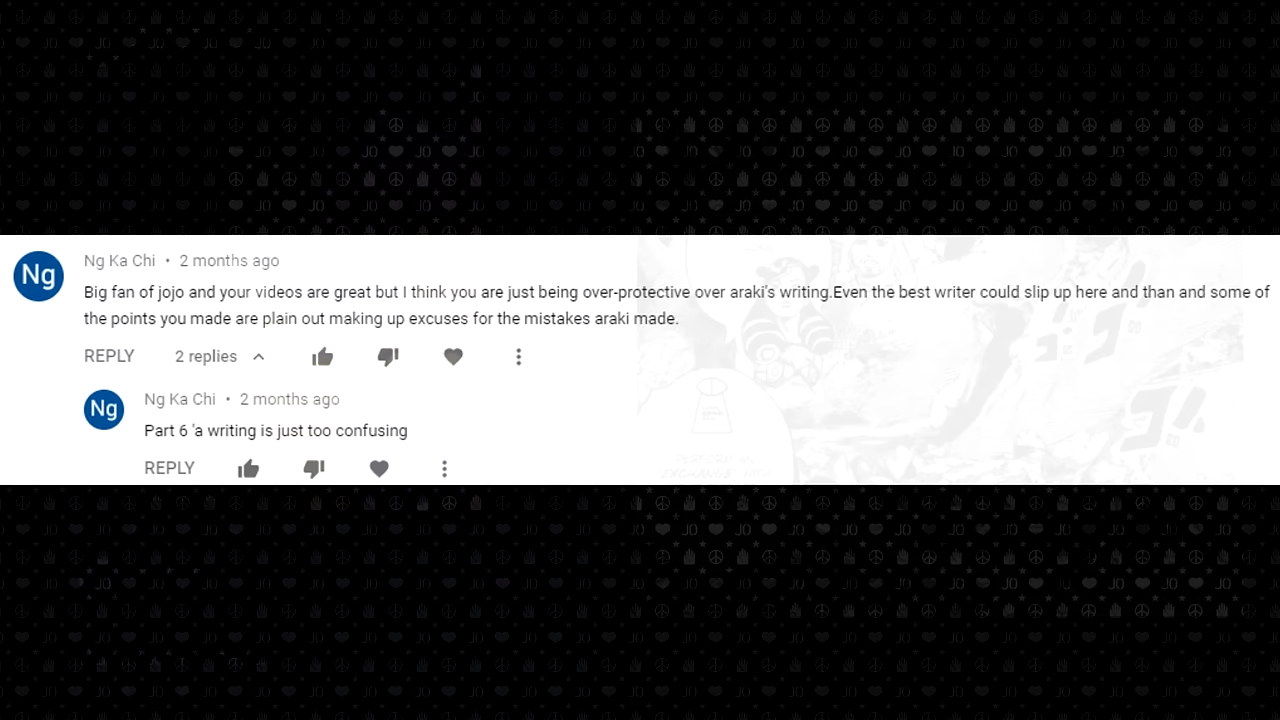 Ng
Ng Ka Chi • 2 months ago
Big fan of jojo and your videos are great but I think you are just being over-protective over araki's writing.Even the best writer could slip up here and than and some of
the points you made are plain out making up excuses for the mistakes araki made.
REPLY 2 replies
Ng
Ng Ka Chi • 2 months ago
Part 6 'a writing is just too confusing
REPLY